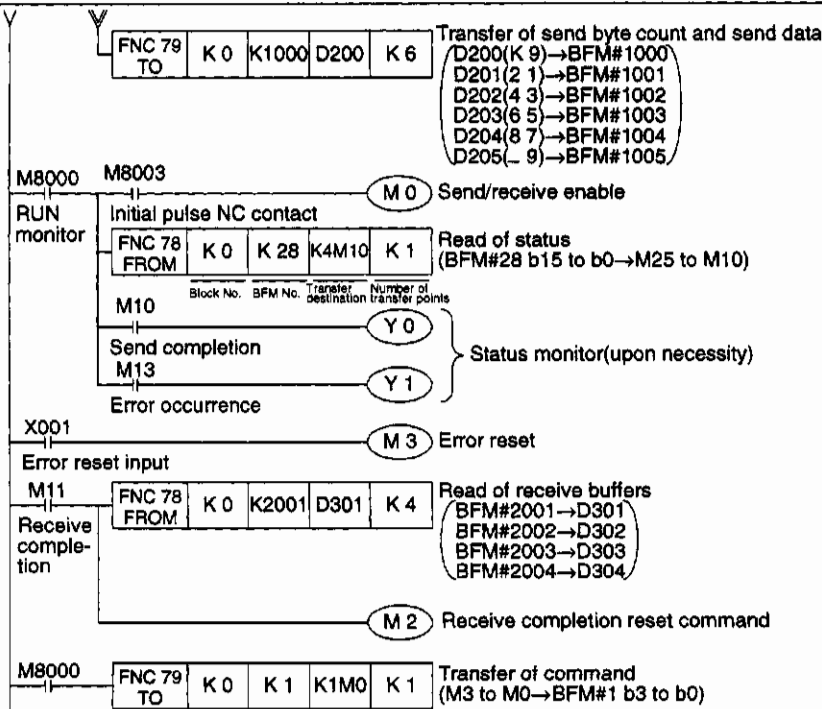 FNC 79 TO K 0 K1000 D200 K 6 Transfer of send byte count and send data
D200(K 9)→BFM#1000
D201(2 1)→BFM#1001
D202(4 3)→BFM#1002
D203(6 5)→BFM#1003
D204(8 7)→BFM#1004
D205(_ 9)→BFM#1005
M8000 M8003 M 0 Send/receive enable
RUN monitor Initial pulse NC contact
FNC 78 FROM K 0 K 28 K4M10 K 1 Read of status
(BFM#28 b15 to b0→M25 to M10)
Block No. BFM No. Transfer destination Number of transfer points
M10 Y 0
Send completion
Status monitor(upon necessity)
M13 Y 1
Error occurrence
X001 M 3 Error reset
Error reset input
M11 FNC 78 FROM K 0 K2001 D301 K 4 Read of receive buffers
Receive comple-
tion
BFM#2001→D301
BFM#2002→D302
BFM#2003→D303
BFM#2004→D304
M 2 Receive completion reset command
M8000 FNC 79 TO K 0 K 1 K1M0 K 1 Transfer of command
(M3 to M0→BFM#1 b3 to b0)